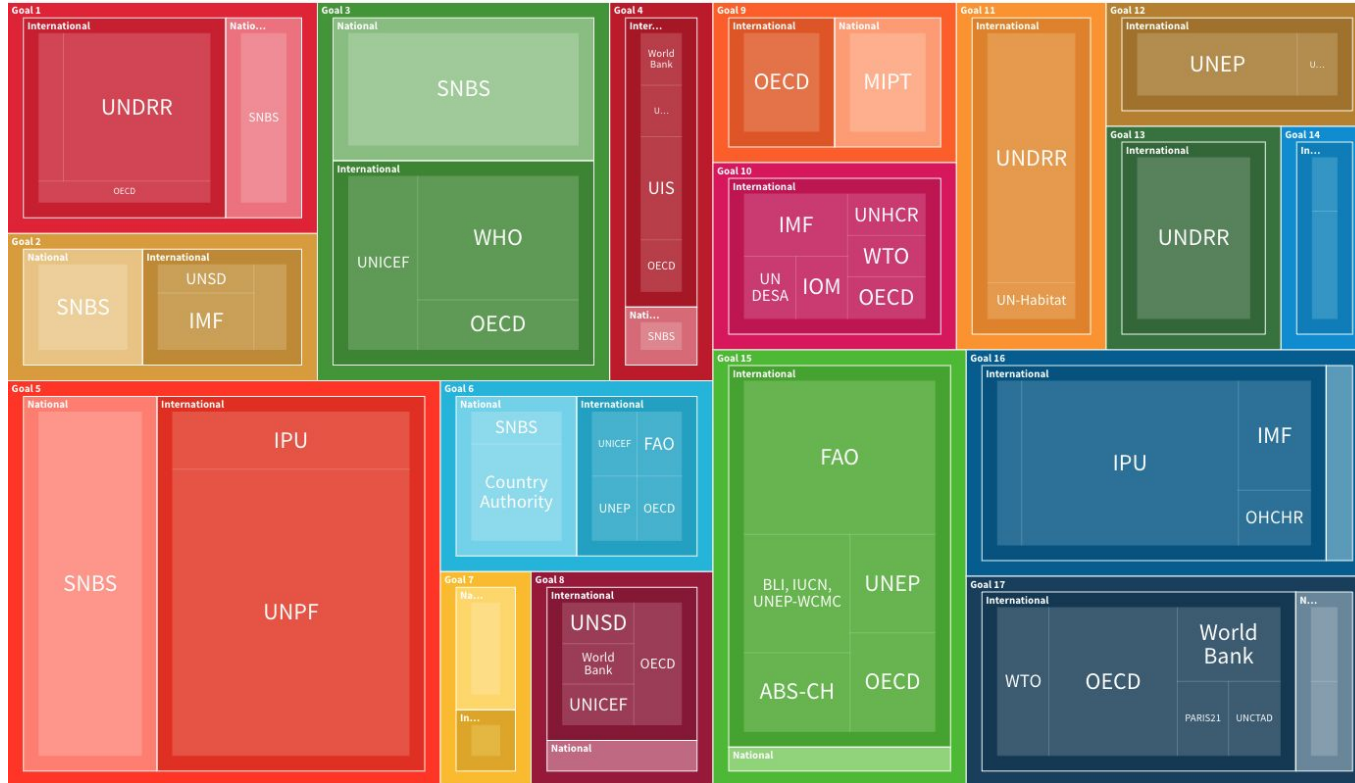 Goal 1
International
UNDRR
OECD
Natio...
SNBS
Goal 2
National
SNBS
International
UNSD
IMF
Goal 3
National
SNBS
International
UNICEF
WHO
OECD
Goal 4
Inter...
World
Bank
U...
UIS
OECD
Nati...
SNBS
Goal 5
National
SNBS
International
IPU
UNPF
Goal 6
National
SNBS
Country
Authority
International
UNICEF
FAO
UNEP
OECD
Goal 7
Na...
In...
Goal 8
International
UNSD
World
Bank
UNICEF
OECD
National
Goal 9
International
OECD
National
MIPT
Goal 10
International
IMF
UN
DESA
IOM
UNHCR
WTO
OECD
Goal 11
International
UNDRR
UN-Habitat
Goal 12
International
UNEP
U...
Goal 13
International
UNDRR
Goal 14
In...
Goal 15
International
FAO
BLI, IUCN,
UNEP-WCMC
ABS-CH
UNEP
OECD
National
Goal 16
International
IPU
IMF
OHCHR
Goal 17
International
WTO
OECD
World
Bank
PARIS21
UNCTAD
N...